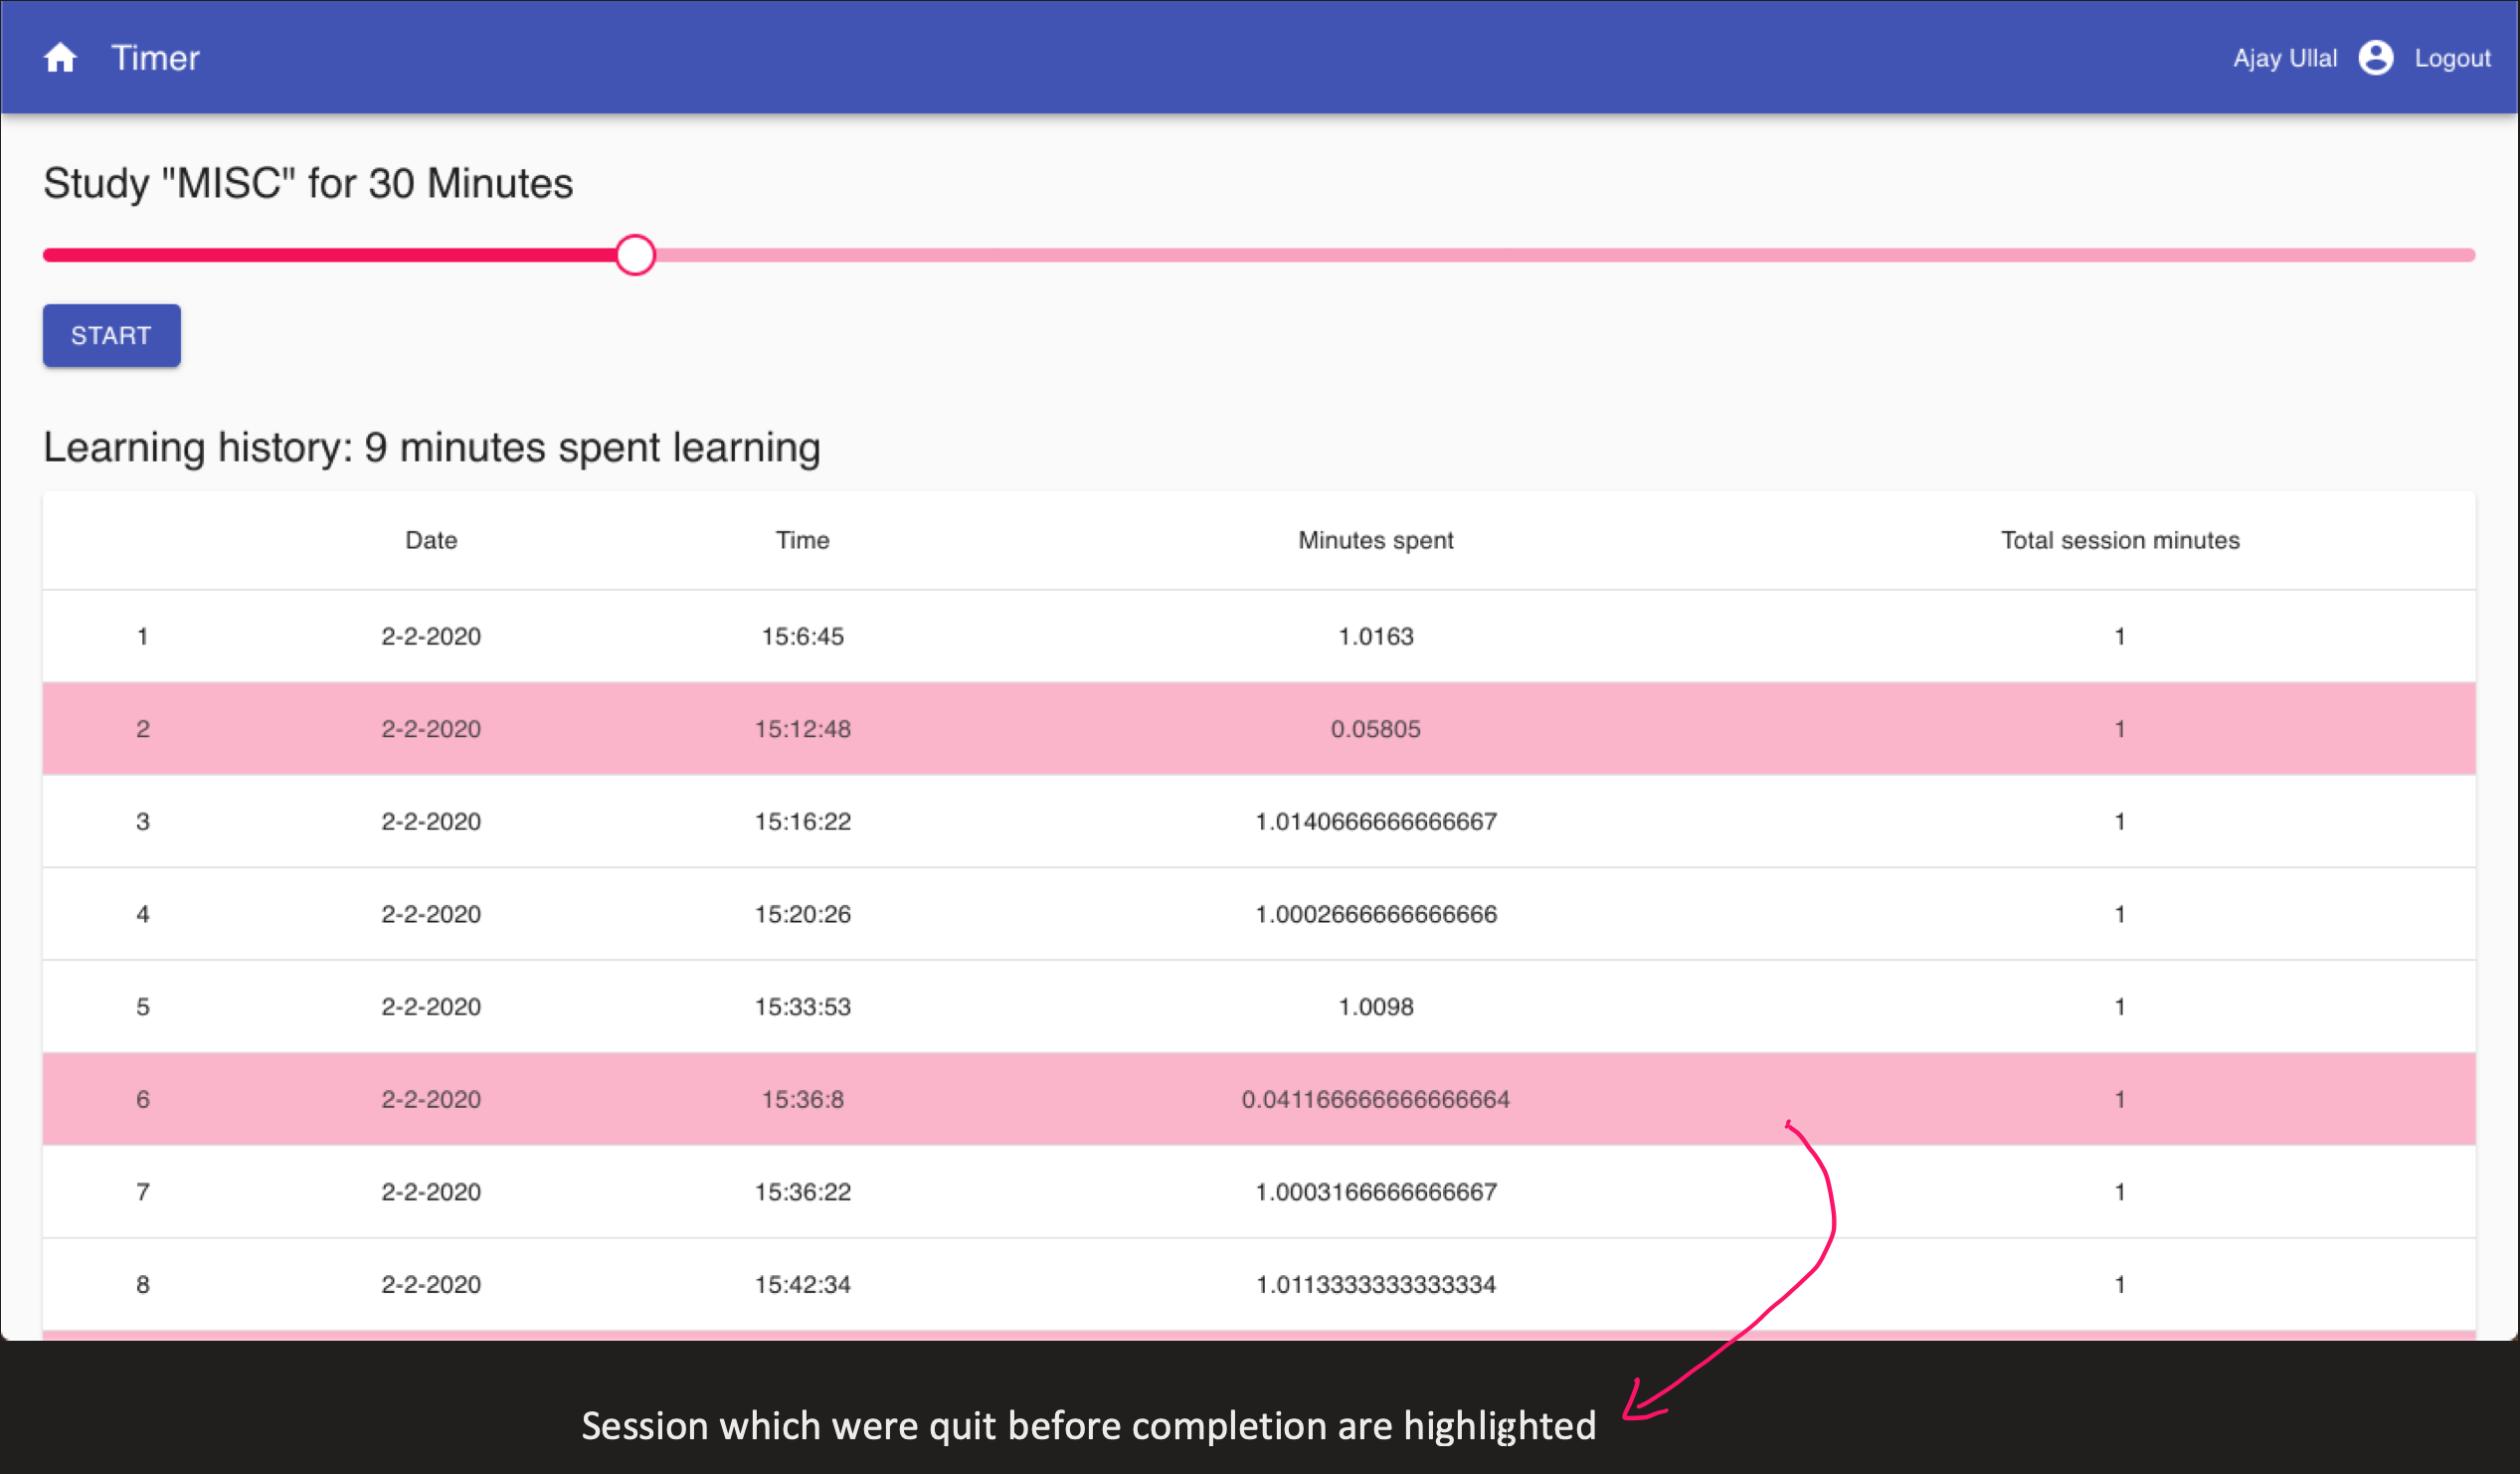 Timer Ajay Ullal Logout
Study "MISC" for 30 Minutes
START
Learning history: 9 minutes spent learning
Date Time Minutes spent Total session minutes
1 2-2-2020 15:6:45 1.0163 1
2 2-2-2020 15:12:48 0.05805 1
3 2-2-2020 15:16:22 1.0140666666666667 1
4 2-2-2020 15:20:26 1.0002666666666666 1
5 2-2-2020 15:33:53 1.0098 1
6 2-2-2020 15:36:8 0.041166666666666664 1
7 2-2-2020 15:36:22 1.0003166666666667 1
8 2-2-2020 15:42:34 1.0113333333333334 1
Session which were quit before completion are highlighted